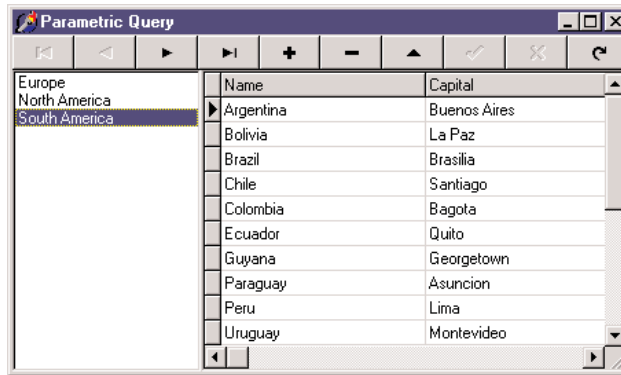 Parametric Query
Europe
North America
South America
Name Capital
Argentina Buenos Aires
Bolivia La Paz
Brazil Brasilia
Chile Santiago
Colombia Bagota
Ecuador Quito
Guyana Georgetown
Paraguay Asuncion
Peru Lima
Uruguay Montevideo